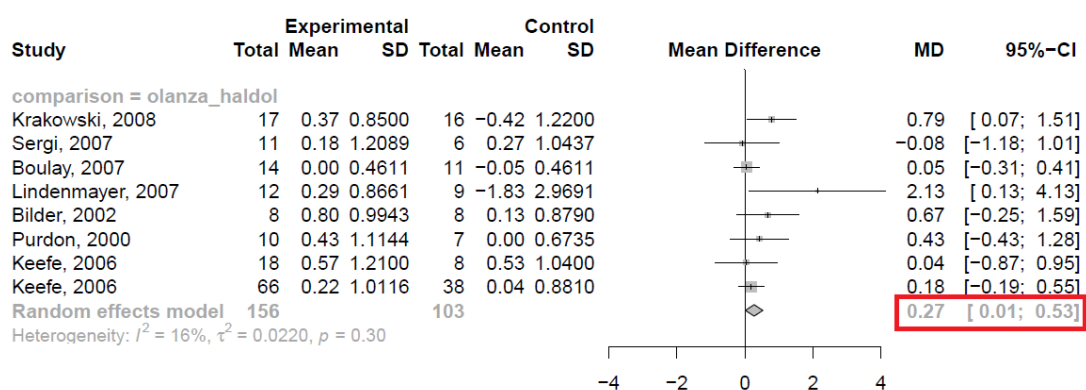 Experimental Control
Study Total Mean SD Total Mean SD Mean Difference MD 95%−CI
comparison = olanza_haldol
Krakowski, 2008 17 0.37 0.8500 16 −0.42 1.2200 0.79 [ 0.07; 1.51]
Sergi, 2007 11 0.18 1.2089 6 0.27 1.0437 −0.08 [−1.18; 1.01]
Boulay, 2007 14 0.00 0.4611 11 −0.05 0.4611 0.05 [−0.31; 0.41]
Lindenmayer, 2007 12 0.29 0.8661 9 −1.83 2.9691 2.13 [ 0.13; 4.13]
Bilder, 2002 8 0.80 0.9943 8 0.13 0.8790 0.67 [−0.25; 1.59]
Purdon, 2000 10 0.43 1.1144 7 0.00 0.6735 0.43 [−0.43; 1.28]
Keefe, 2006 18 0.57 1.2100 8 0.53 1.0400 0.04 [−0.87; 0.95]
Keefe, 2006 66 0.22 1.0116 38 0.04 0.8810 0.18 [−0.19; 0.55]
Random effects model 156 103 0.27 [ 0.01; 0.53]
Heterogeneity: I² = 16%, τ² = 0.0220, p = 0.30
−4 −2 0 2 4